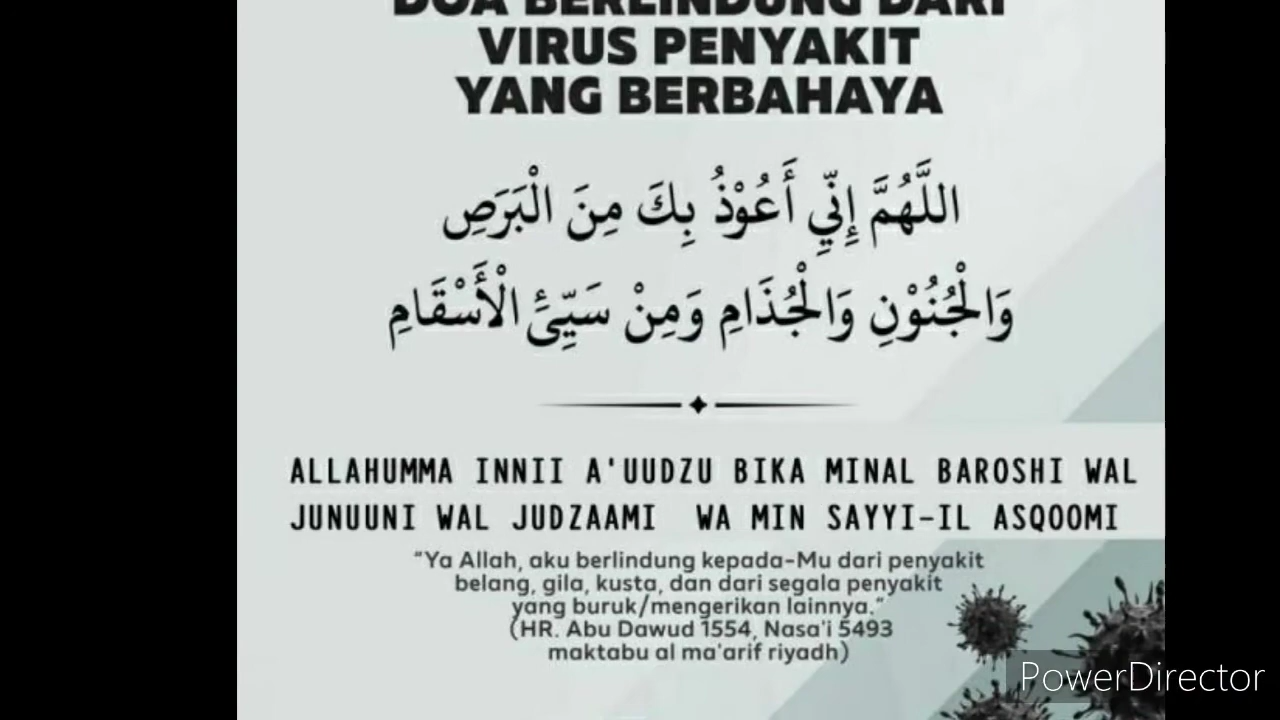 DOA BERLINDUNG DARI
VIRUS PENYAKIT
YANG BERBAHAYA
اللَّهُمَّ إِنِّيِ أَعُوْذُ بِكَ مِنَ الْبَرَصِ
وَالْجُنُوْنِ وَالْجُذَامِ وَمِنْ سَيِّئَِ الْأَسْقَامِ
ALLAHUMMA INNII A'UUDZU BIKA MINAL BAROSHI WAL
JUNUUNI WAL JUDZAAMI WA MIN SAYYI-IL ASQOOMI
"Ya Allah, aku berlindung kepada-Mu dari penyakit
belang, gila, kusta, dan dari segala penyakit
yang buruk/mengerikan lainnya."
(HR. Abu Dawud 1554, Nasa'i 5493
maktabu al ma'arif riyadh)
PowerDirector